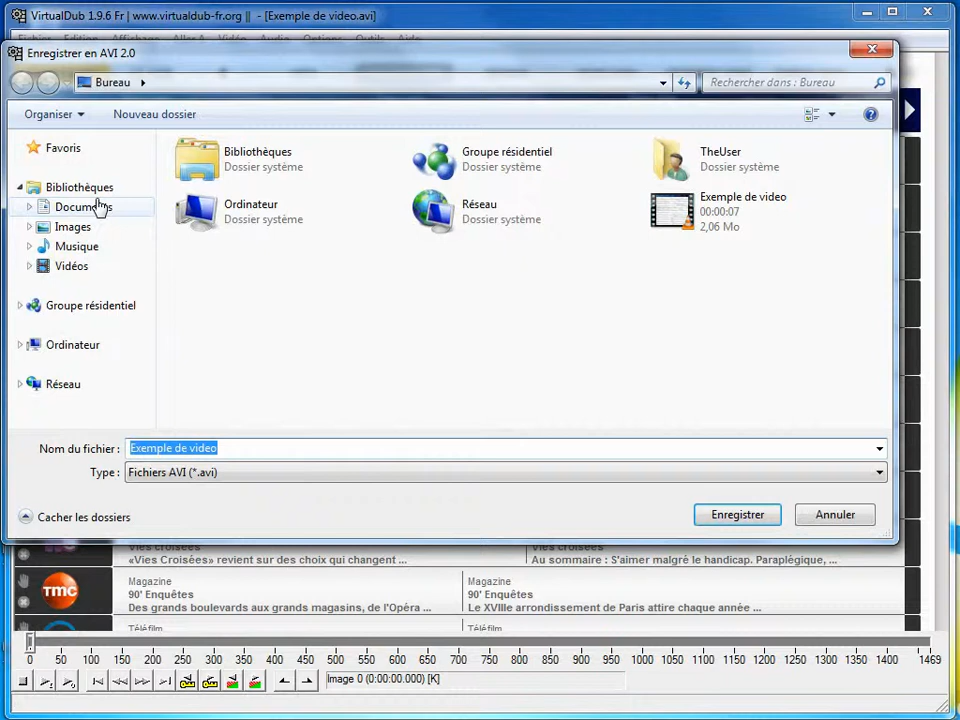 VirtualDub 1.9.6 Fr | www.virtualdub-fr.org || - [Exemple de video.avi]
Enregistrer en AVI 2.0
Bureau
Rechercher dans : Bureau
Organiser
Nouveau dossier
Favoris
Bibliothèques
Documents
Images
Musique
Vidéos
Groupe résidentiel
Ordinateur
Réseau
Bibliothèques
Dossier système
Groupe résidentiel
Dossier système
TheUser
Dossier système
Ordinateur
Dossier système
Réseau
Dossier système
Exemple de video
00:00:07
2,06 Mo
Nom du fichier :
Exemple de video
Type :
Fichiers AVI (*.avi)
Cacher les dossiers
Enregistrer
Annuler
Vies croisées
«Vies Croisées» revient sur des choix qui changent ...
Vies croisées
Au sommaire : S'aimer malgré le handicap. Paraplégique, ...
TMC
Magazine
90' Enquêtes
Des grands boulevards aux grands magasins, de l'Opéra ...
Magazine
90' Enquêtes
Le XVIIIe arrondissement de Paris attire chaque année ...
Téléfilm
Téléfilm
0 50 100 150 200 250 300 350 400 450 500 550 600 650 700 750 800 850 900 950 1000 1050 1100 1150 1200 1250 1300 1350 1400 1469
Image 0 (0:00:00.000) [K]